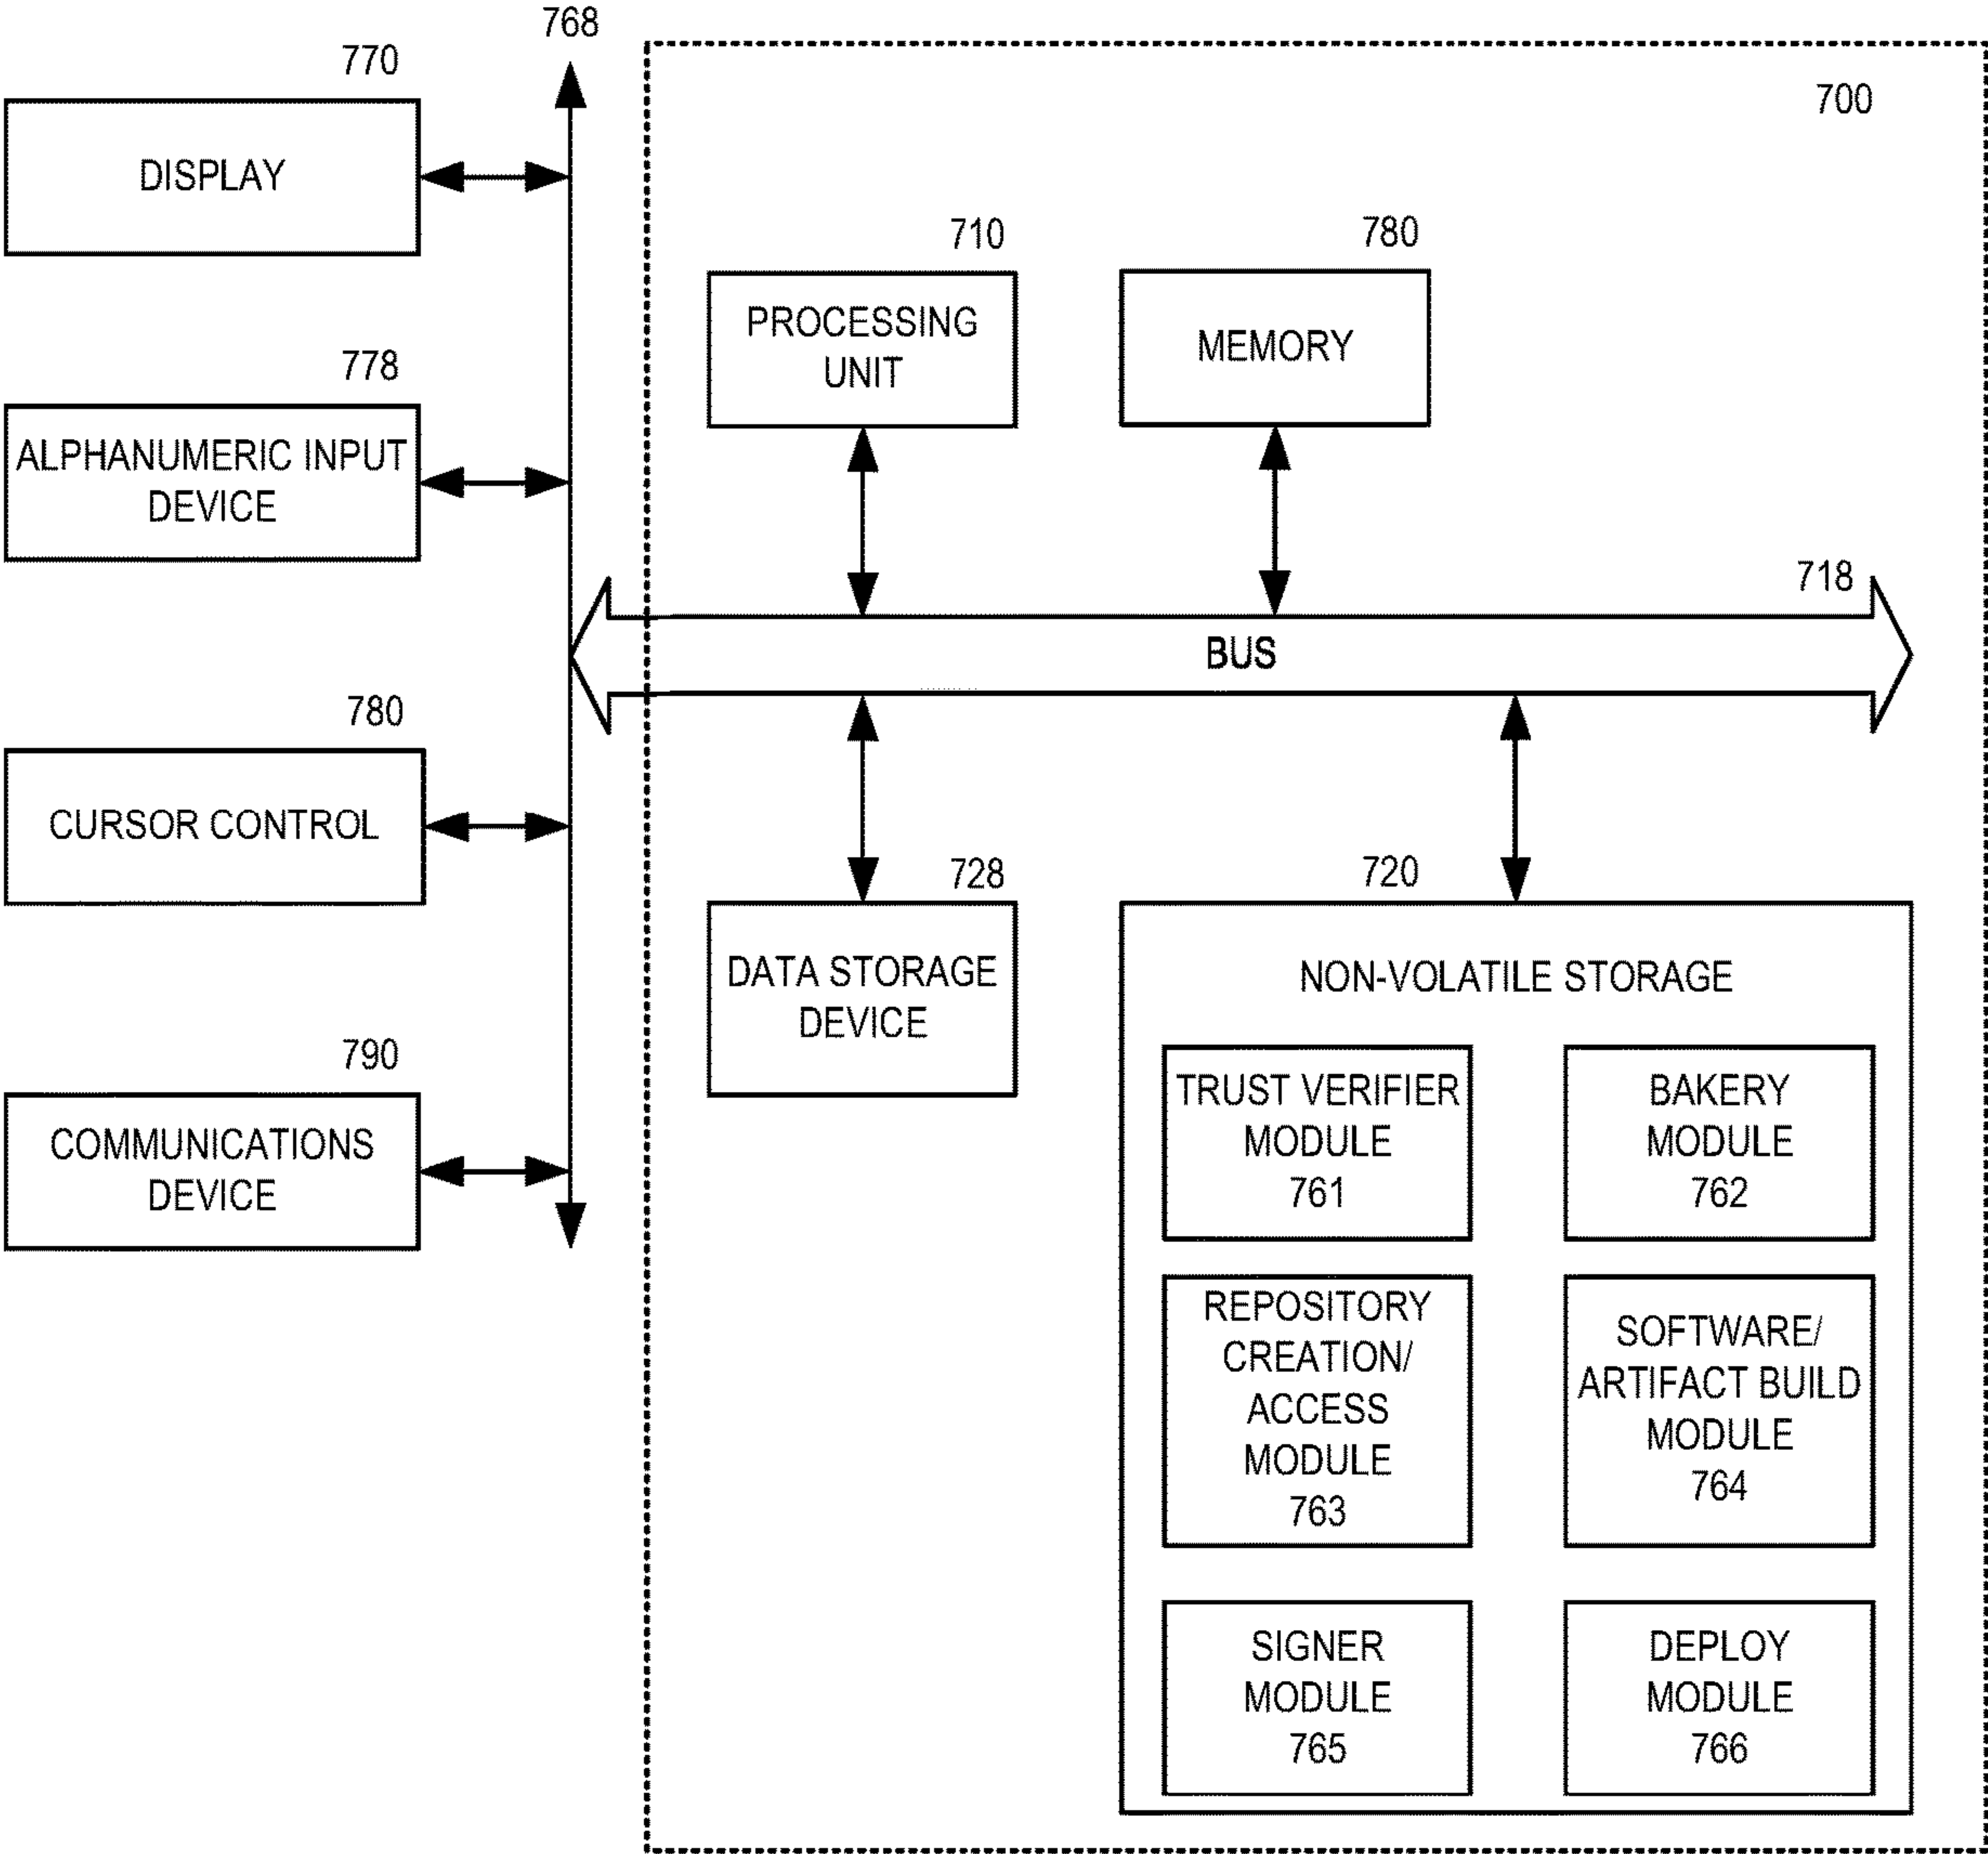 768
770
700
DISPLAY
710
780
PROCESSING
UNIT
MEMORY
778
ALPHANUMERIC INPUT
DEVICE
718
BUS
780
CURSOR CONTROL
728
720
DATA STORAGE
DEVICE
NON-VOLATILE STORAGE
790
COMMUNICATIONS
DEVICE
TRUST VERIFIER
MODULE
761
BAKERY
MODULE
762
REPOSITORY
CREATION/
ACCESS
MODULE
763
SOFTWARE/
ARTIFACT BUILD
MODULE
764
SIGNER
MODULE
765
DEPLOY
MODULE
766